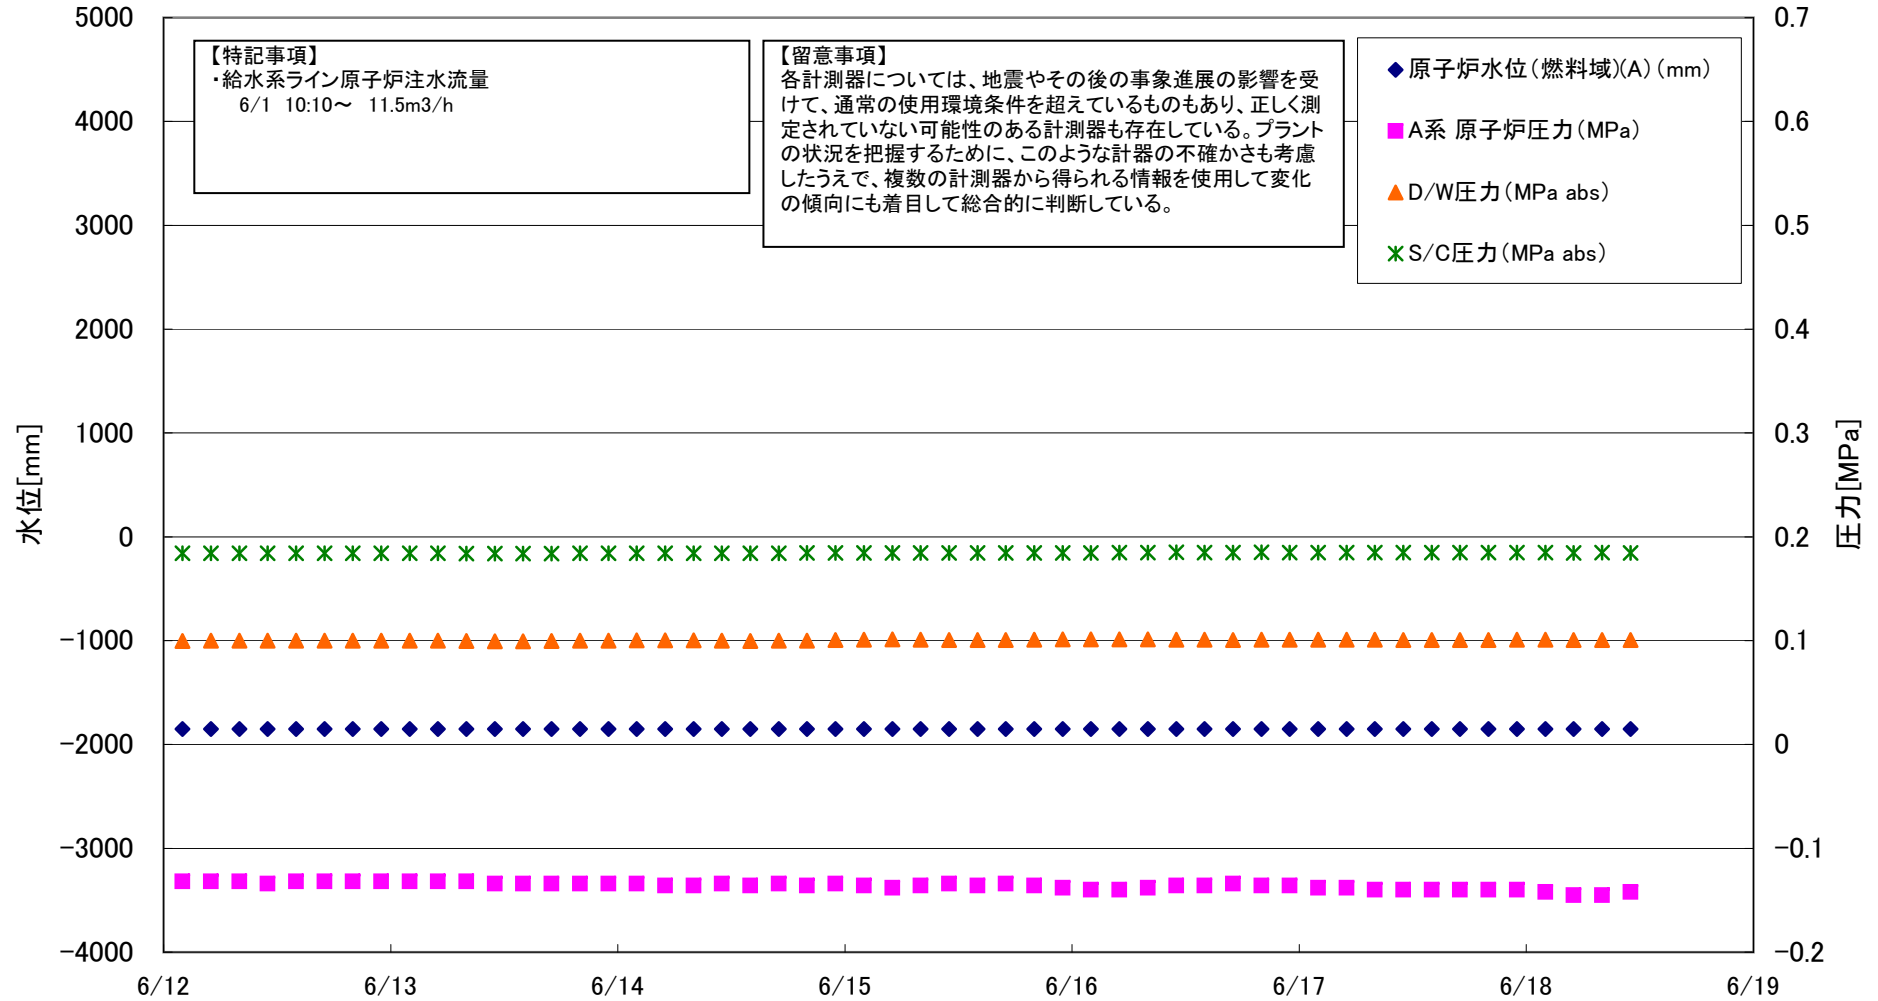 5000
4000
3000
2000
1000
0
-1000
-2000
-3000
-4000
水位[mm]
【特記事項】
・給水系ライン原子炉注水流量
6/1 10:10～ 11.5m3/h
【留意事項】
各計測器については、地震やその後の事象進展の影響を受
けて、通常の使用環境条件を超えているものもあり、正しく測
定されていない可能性のある計測器も存在している。プラント
の状況を把握するために、このような計器の不確かさも考慮
したうえで、複数の計測器から得られる情報を使用して変化
の傾向にも着目して総合的に判断している。
原子炉水位（燃料域）(A)（mm）
A系 原子炉圧力（MPa）
D/W圧力（MPa abs）
S/C圧力（MPa abs）
0.7
0.6
0.5
0.4
0.3
0.2
0.1
0
-0.1
-0.2
圧力[MPa]
6/12 6/13 6/14 6/15 6/16 6/17 6/18 6/19